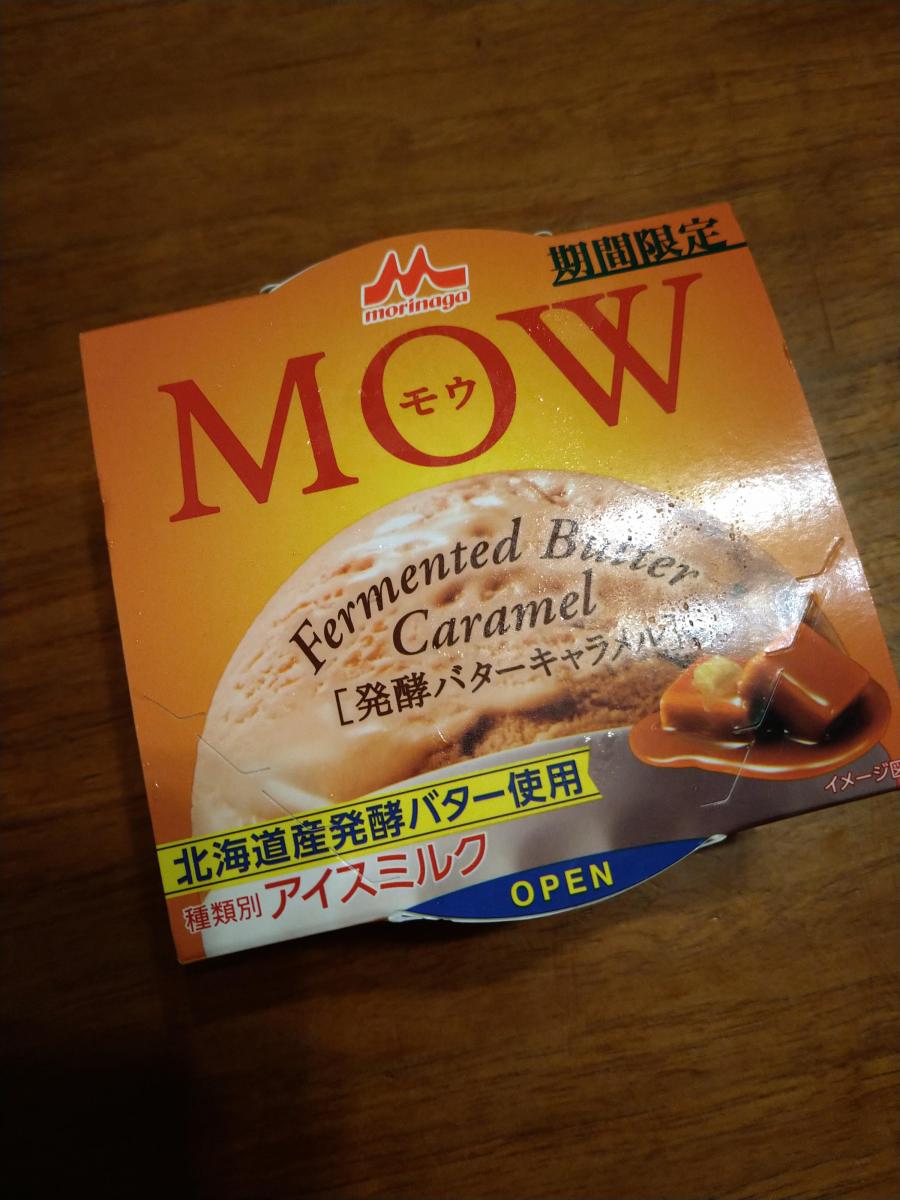 期間限定
morinaga
MOW
モウ
Fermented Butter
Caramel
[発酵バターキャラメル]
北海道産発酵バター使用
種類別 アイスミルク
OPEN
イメージ図